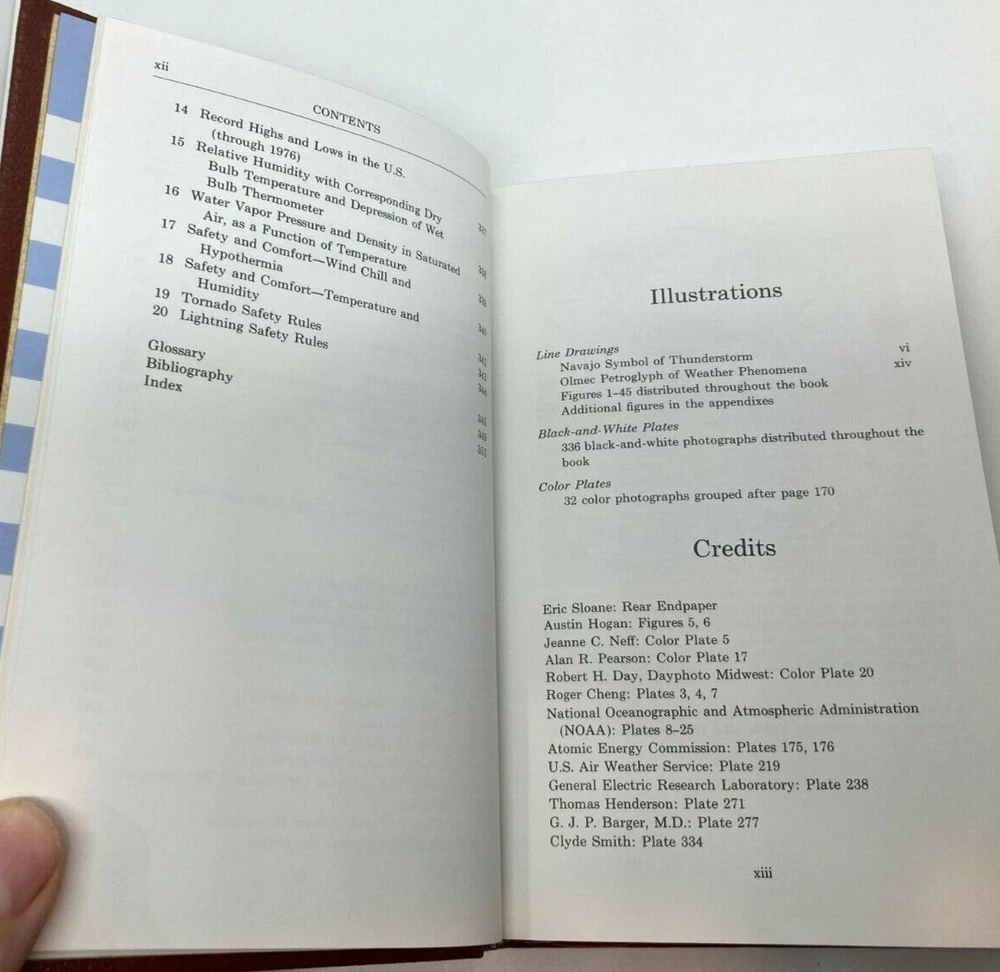 xii
CONTENTS
14 Record Highs and Lows in the U.S.
(through 1976)
15 Relative Humidity with Corresponding Dry
Bulb Temperature and Depression of Wet
Bulb Thermometer 338
16 Water Vapor Pressure and Density in Saturated
Air, as a Function of Temperature 339
17 Safety and Comfort—Wind Chill and
Hypothermia 340
18 Safety and Comfort—Temperature and
Humidity 342
19 Tornado Safety Rules 343
20 Lightning Safety Rules 344
Glossary 345
Bibliography 349
Index 351
Illustrations
Line Drawings
Navajo Symbol of Thunderstorm vi
Olmec Petroglyph of Weather Phenomena xiv
Figures 1–45 distributed throughout the book
Additional figures in the appendixes
Black-and-White Plates
336 black-and-white photographs distributed throughout the
book
Color Plates
32 color photographs grouped after page 170
Credits
Eric Sloane: Rear Endpaper
Austin Hogan: Figures 5, 6
Jeanne C. Neff: Color Plate 5
Alan R. Pearson: Color Plate 17
Robert H. Day, Dayphoto Midwest: Color Plate 20
Roger Cheng: Plates 3, 4, 7
National Oceanographic and Atmospheric Administration
(NOAA): Plates 8–25
Atomic Energy Commission: Plates 175, 176
U.S. Air Weather Service: Plate 219
General Electric Research Laboratory: Plate 238
Thomas Henderson: Plate 271
G. J. P. Barger, M.D.: Plate 277
Clyde Smith: Plate 334
xiii